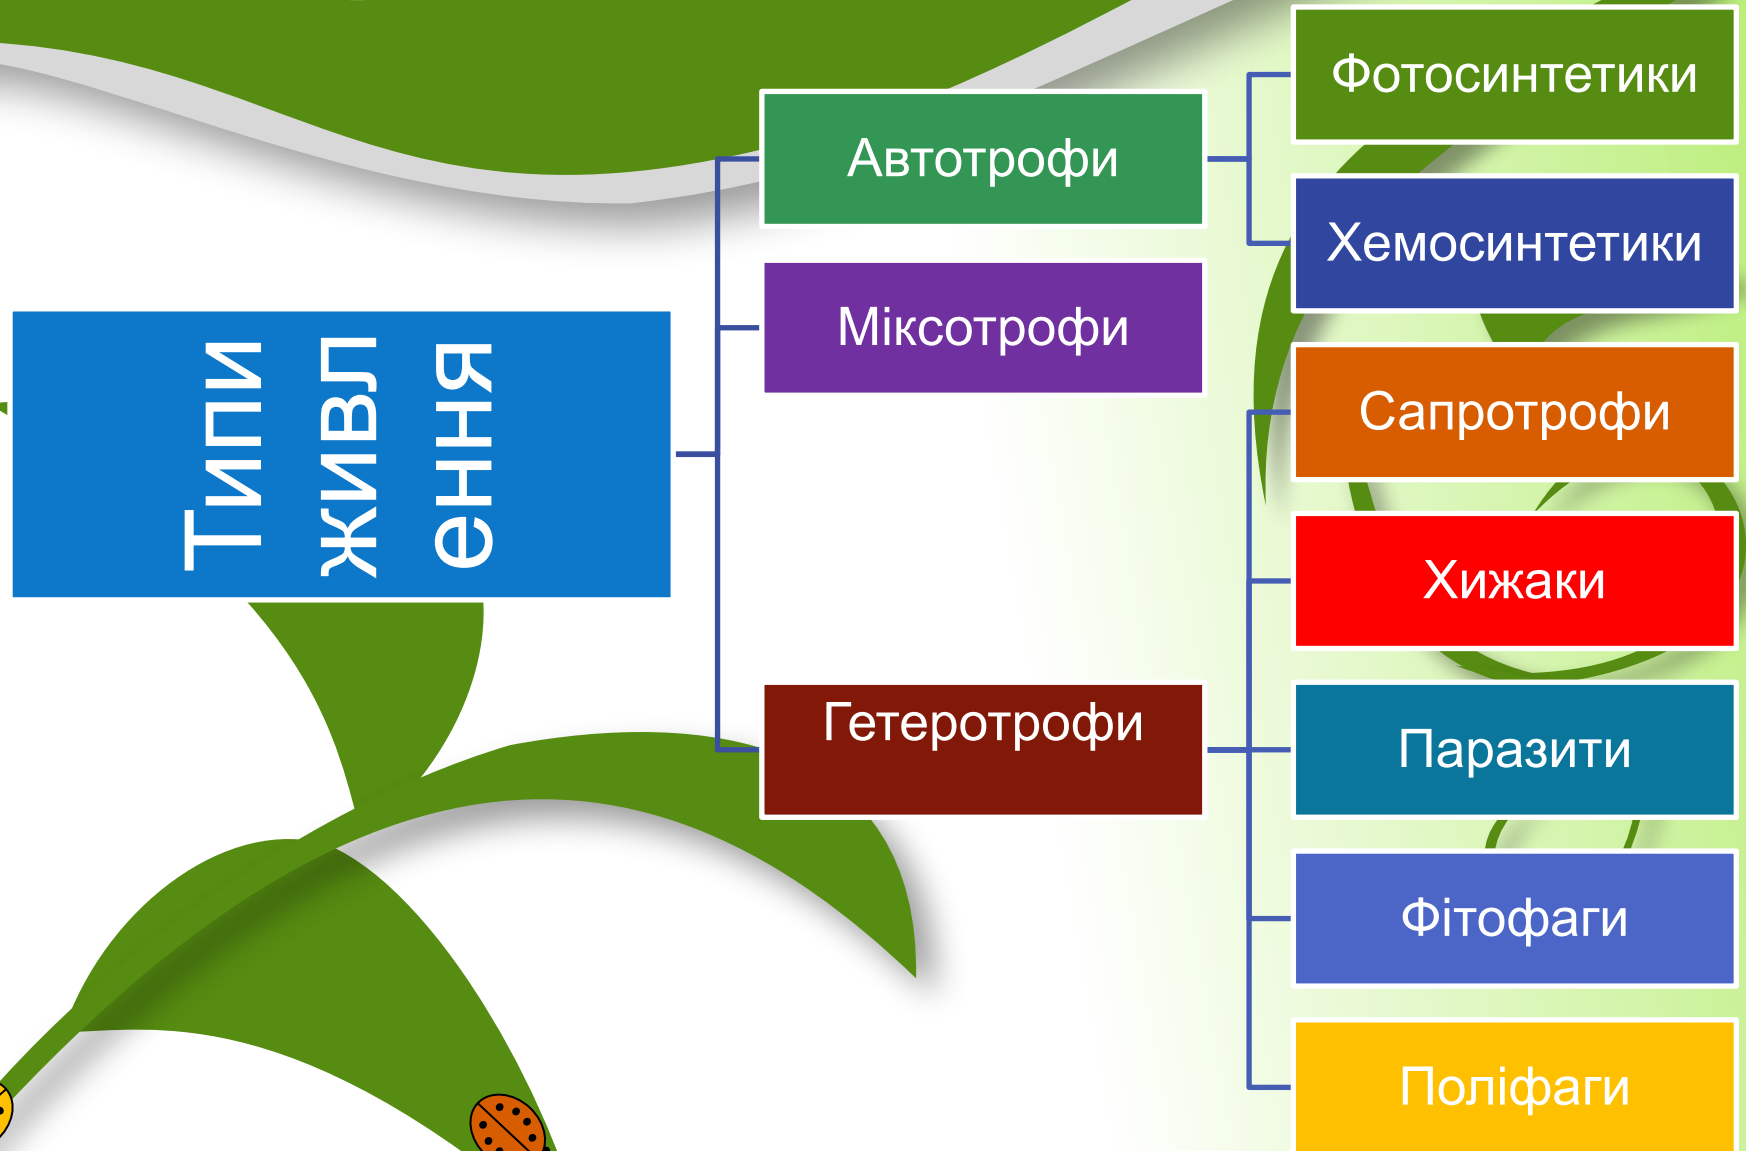 Типи
живл
ення
Автотрофи
Фотосинтетики
Хемосинтетики
Міксотрофи
Гетеротрофи
Сапротрофи
Хижаки
Паразити
Фітофаги
Поліфаги